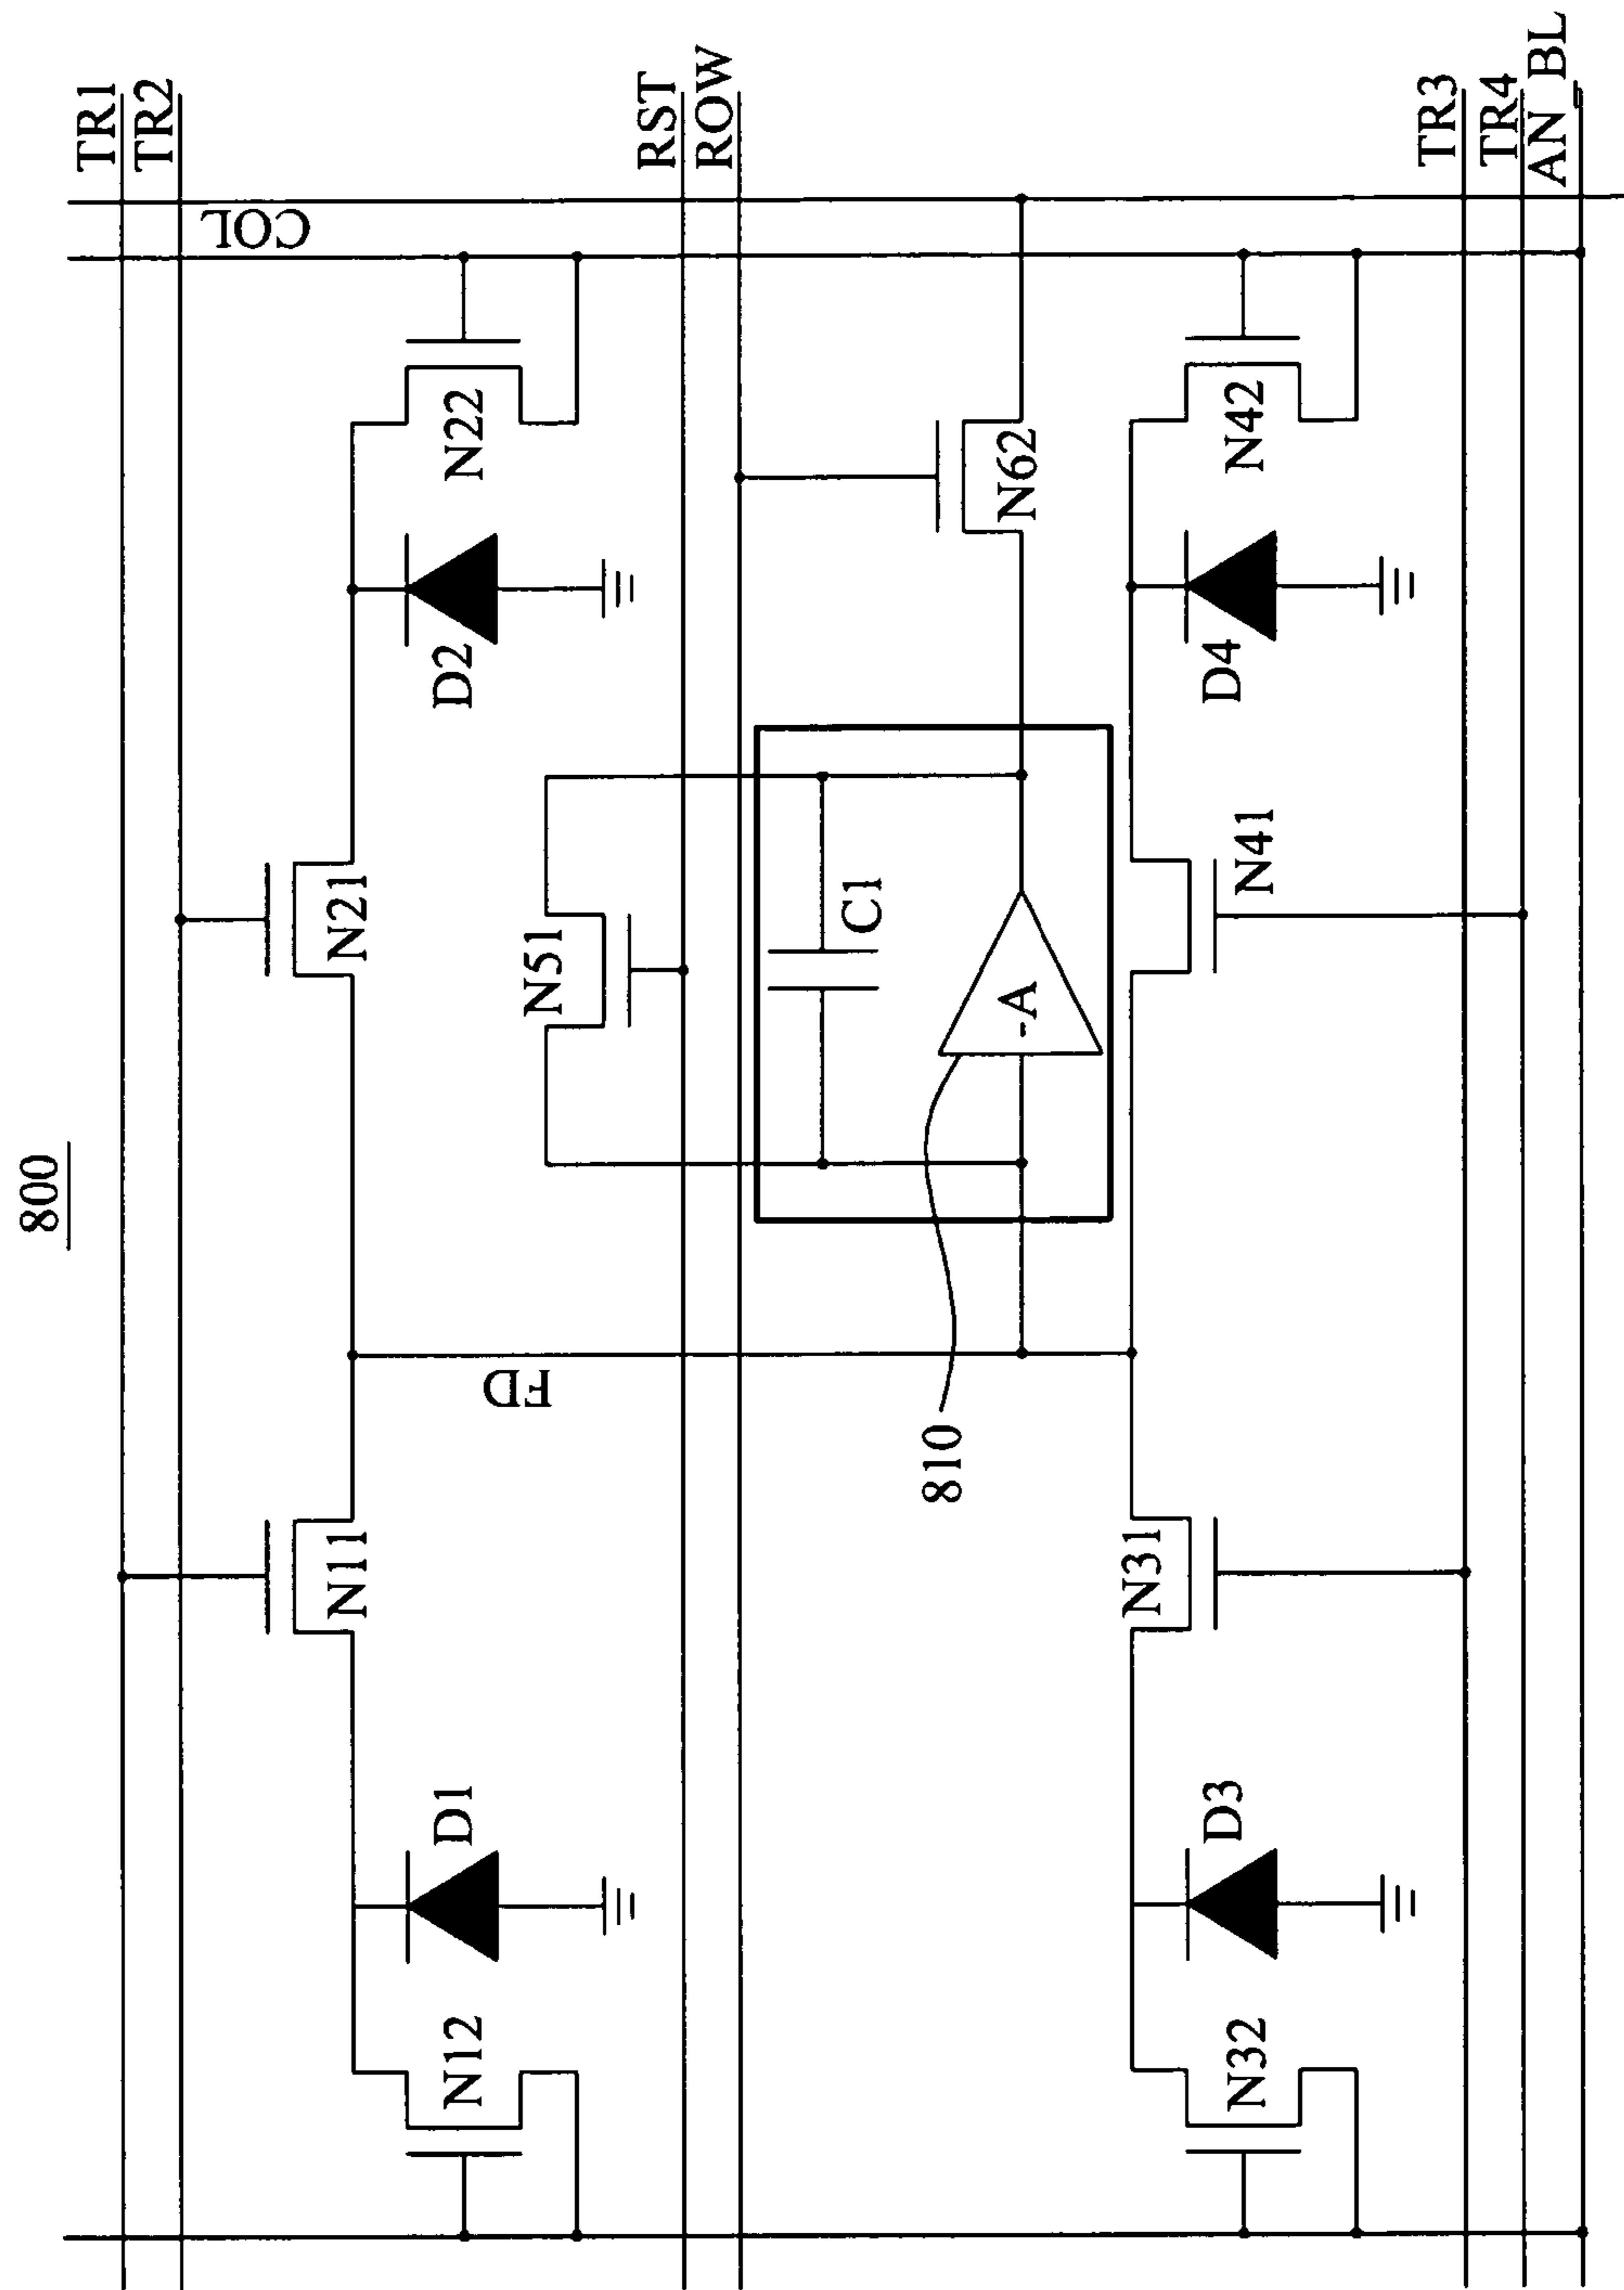 800
TR1
TR2
COL
RST
ROW
TR3
TR4
AN_BL
N22
N42
N62
D2
D4
N21
N51
C1
-A
N41
FD
810
N11
N31
D1
D3
N12
N32